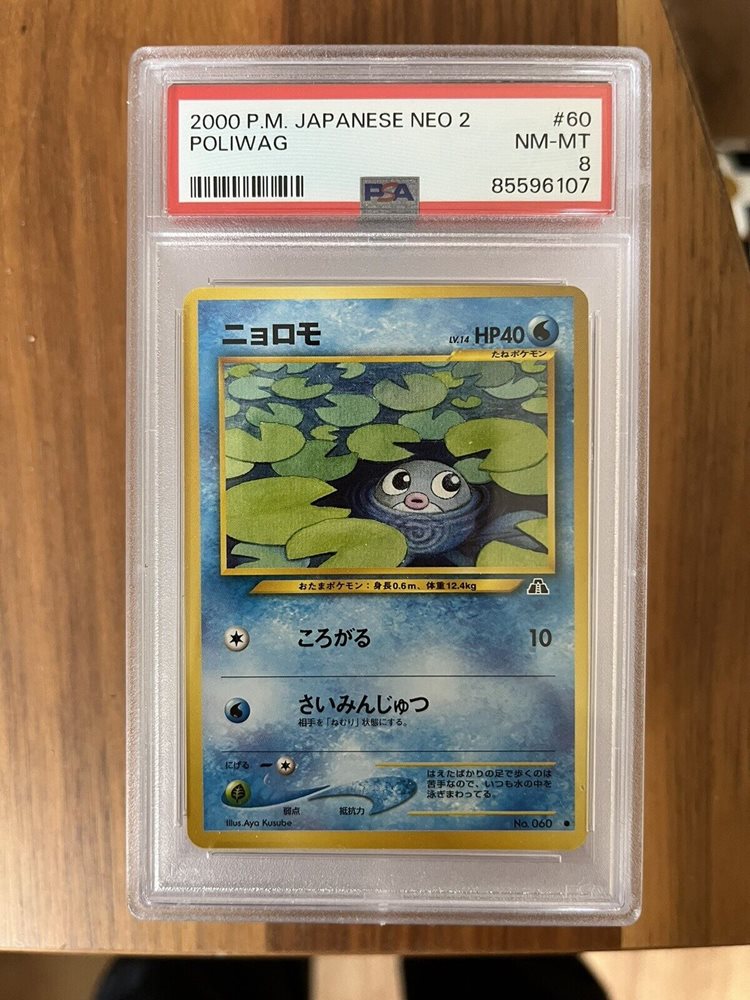 2000 P.M. JAPANESE NEO 2 #60
POLIWAG NM-MT
8
PSA 85596107
ニョロモ LV.14 HP40
たねポケモン
おたまポケモン：身長0.6m、体重12.4kg
ころがる 10
さいみんじゅつ
相手を「ねむり」状態にする。
にげる
はえたばかりの足で歩くのは
苦手なので、いつも水の中を
泳ぎまわってる。
弱点 抵抗力
Illus. Aya Kusube No. 060